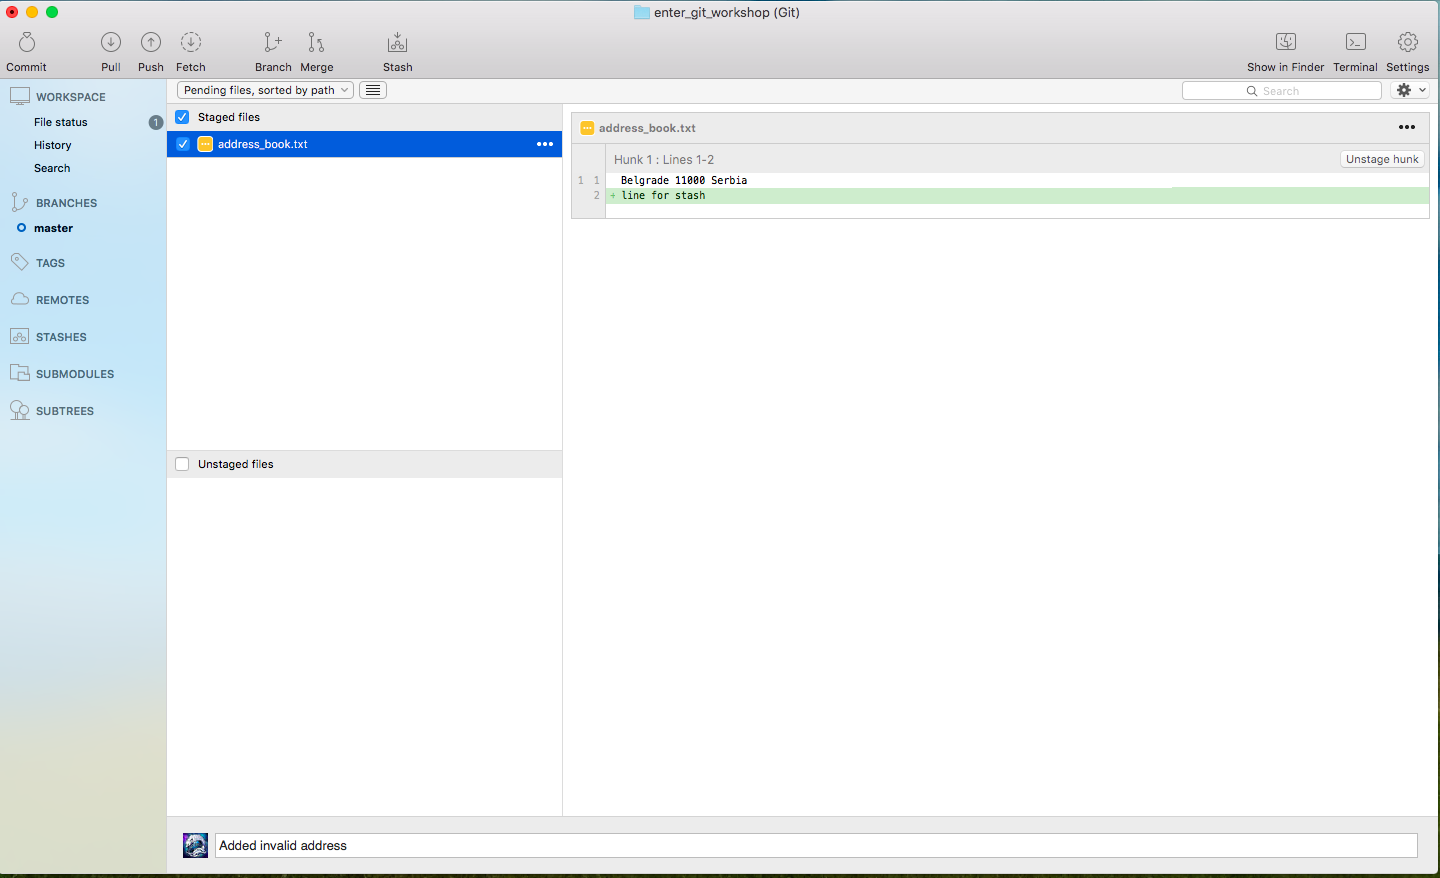 enter_git_workshop (Git)
Commit
Pull
Push
Fetch
Branch
Merge
Stash
Show in Finder
Terminal
Settings
WORKSPACE
File status
1
History
Search
BRANCHES
master
TAGS
REMOTES
STASHES
SUBMODULES
SUBTREES
Pending files, sorted by path
Search
Staged files
address_book.txt
Unstaged files
address_book.txt
Hunk 1 : Lines 1-2
Unstage hunk
1 1 Belgrade 11000 Serbia
2 + line for stash
Added invalid address